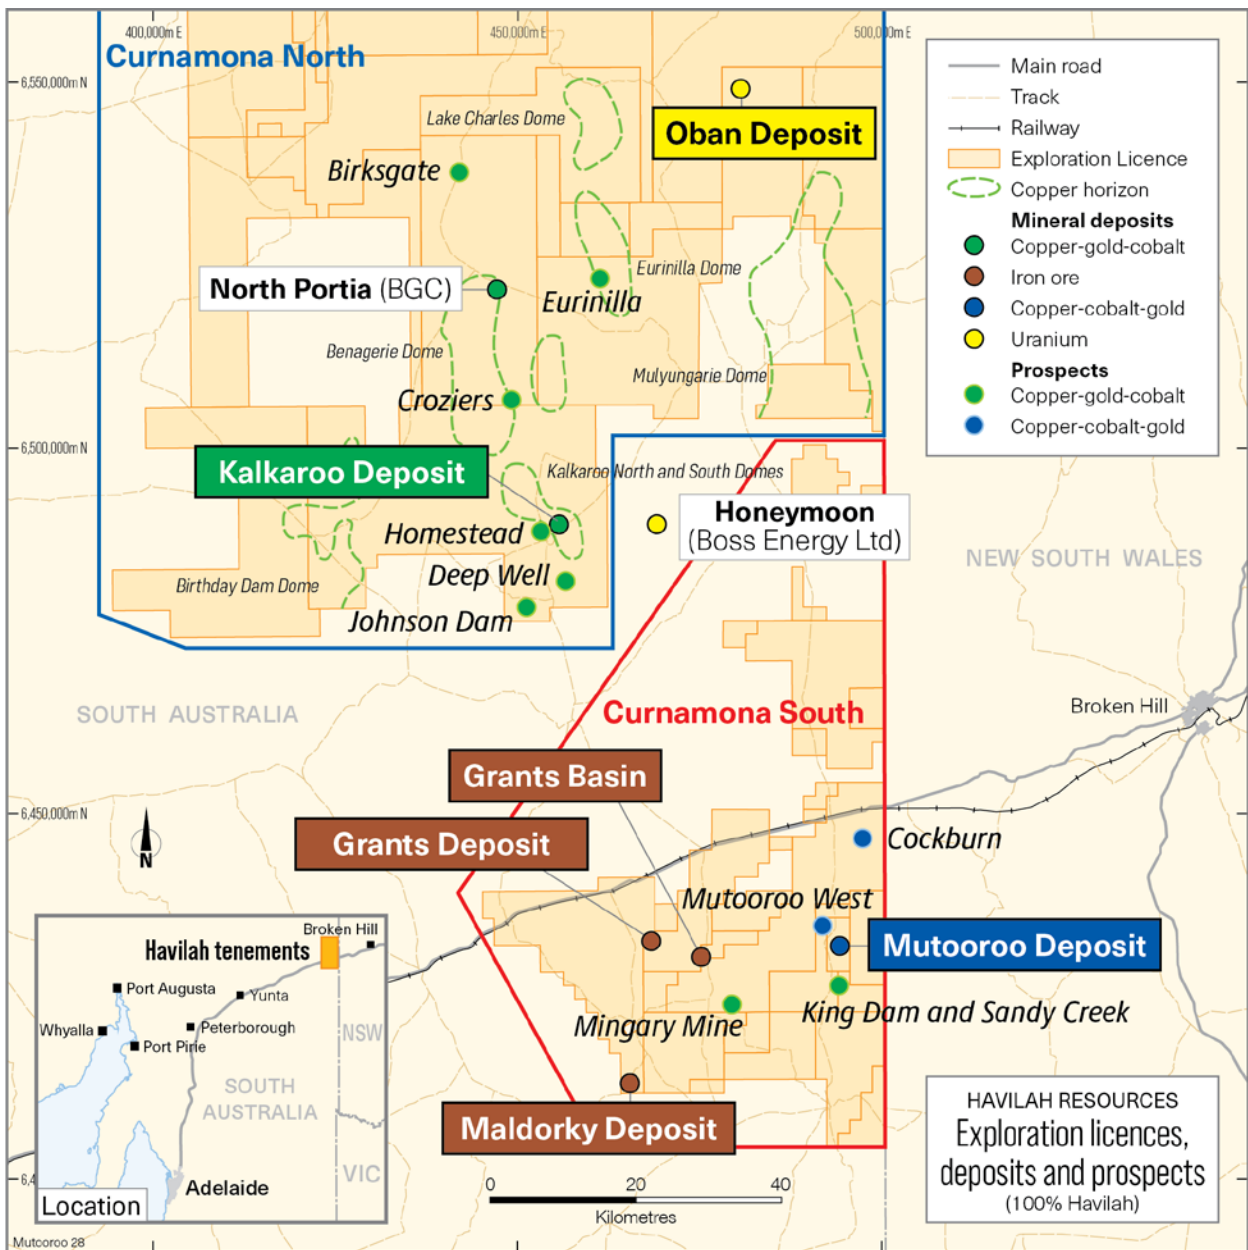 400,000m E
450,000m E
500,000m E
Curnamona North
6,550,000m N
Lake Charles Dome
Oban Deposit
Birksgate
Eurinilla Dome
North Portia (BGC)
Eurinilla
Benagerie Dome
Mulyungarie Dome
Croziers
6,500,000m N
Kalkaroo Deposit
Kalkaroo North and South Domes
Honeymoon
(Boss Energy Ltd)
Homestead
Deep Well
Birthday Dam Dome
Johnson Dam
Main road
Track
Railway
Exploration Licence
Copper horizon
Mineral deposits
Copper-gold-cobalt
Iron ore
Copper-cobalt-gold
Uranium
Prospects
Copper-gold-cobalt
Copper-cobalt-gold
NEW SOUTH WALES
SOUTH AUSTRALIA
Curnamona South
Broken Hill
Grants Basin
6,450,000m N
Grants Deposit
Cockburn
N
Mutooroo West
Mutooroo Deposit
King Dam and Sandy Creek
Mingary Mine
Maldorky Deposit
Broken Hill
Havilah tenements
Port Augusta
Yunta
Whyalla
Peterborough
NSW
Port Pirie
SOUTH
AUSTRALIA
VIC
Adelaide
Location
6,4
0 20 40
Kilometres
HAVILAH RESOURCES
Exploration licences,
deposits and prospects
(100% Havilah)
Mutcoroo 28